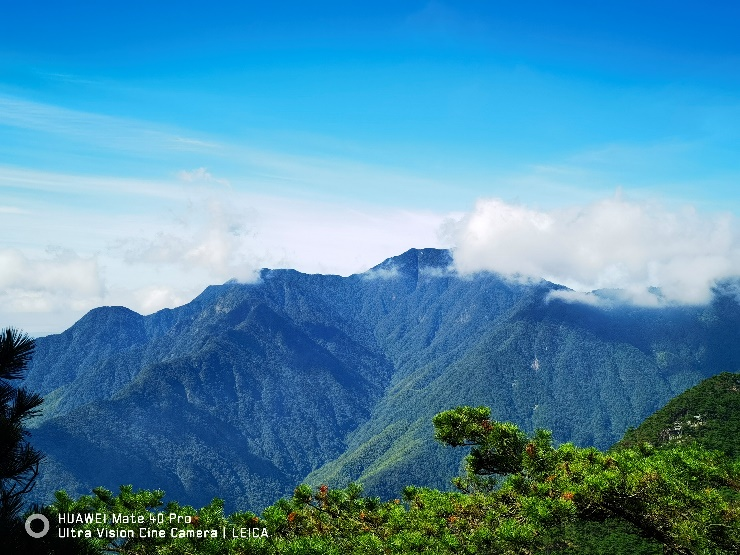 HUAWEI Mate 40 Pro
Ultra Vision Cine Camera | LEICA